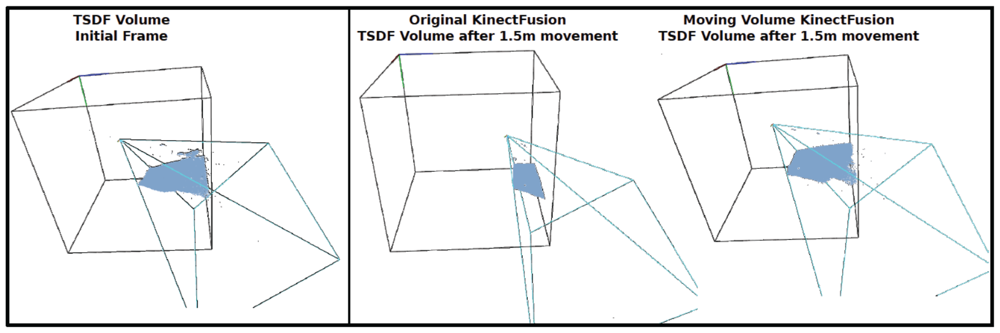 TSDF Volume
Initial Frame
Original KinectFusion
TSDF Volume after 1.5m movement
Moving Volume KinectFusion
TSDF Volume after 1.5m movement